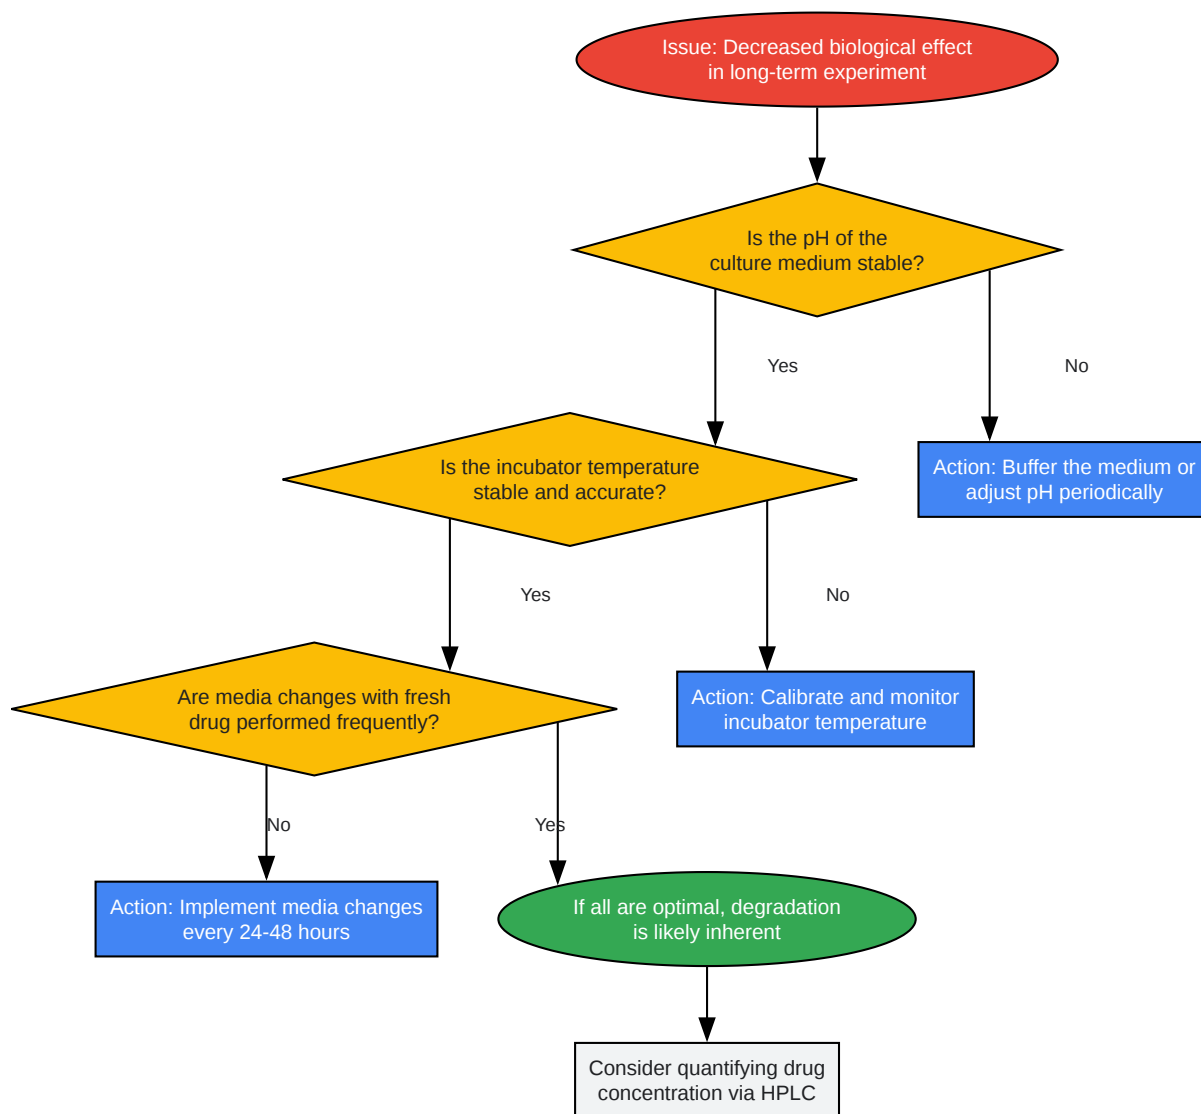 Issue: Decreased biological effect
in long-term experiment
Is the pH of the
culture medium stable?
Yes
No
Is the incubator temperature
stable and accurate?
Action: Buffer the medium or
adjust pH periodically
Yes
No
Are media changes with fresh
drug performed frequently?
Action: Calibrate and monitor
incubator temperature
No
Yes
Action: Implement media changes
every 24-48 hours
If all are optimal, degradation
is likely inherent
Consider quantifying drug
concentration via HPLC